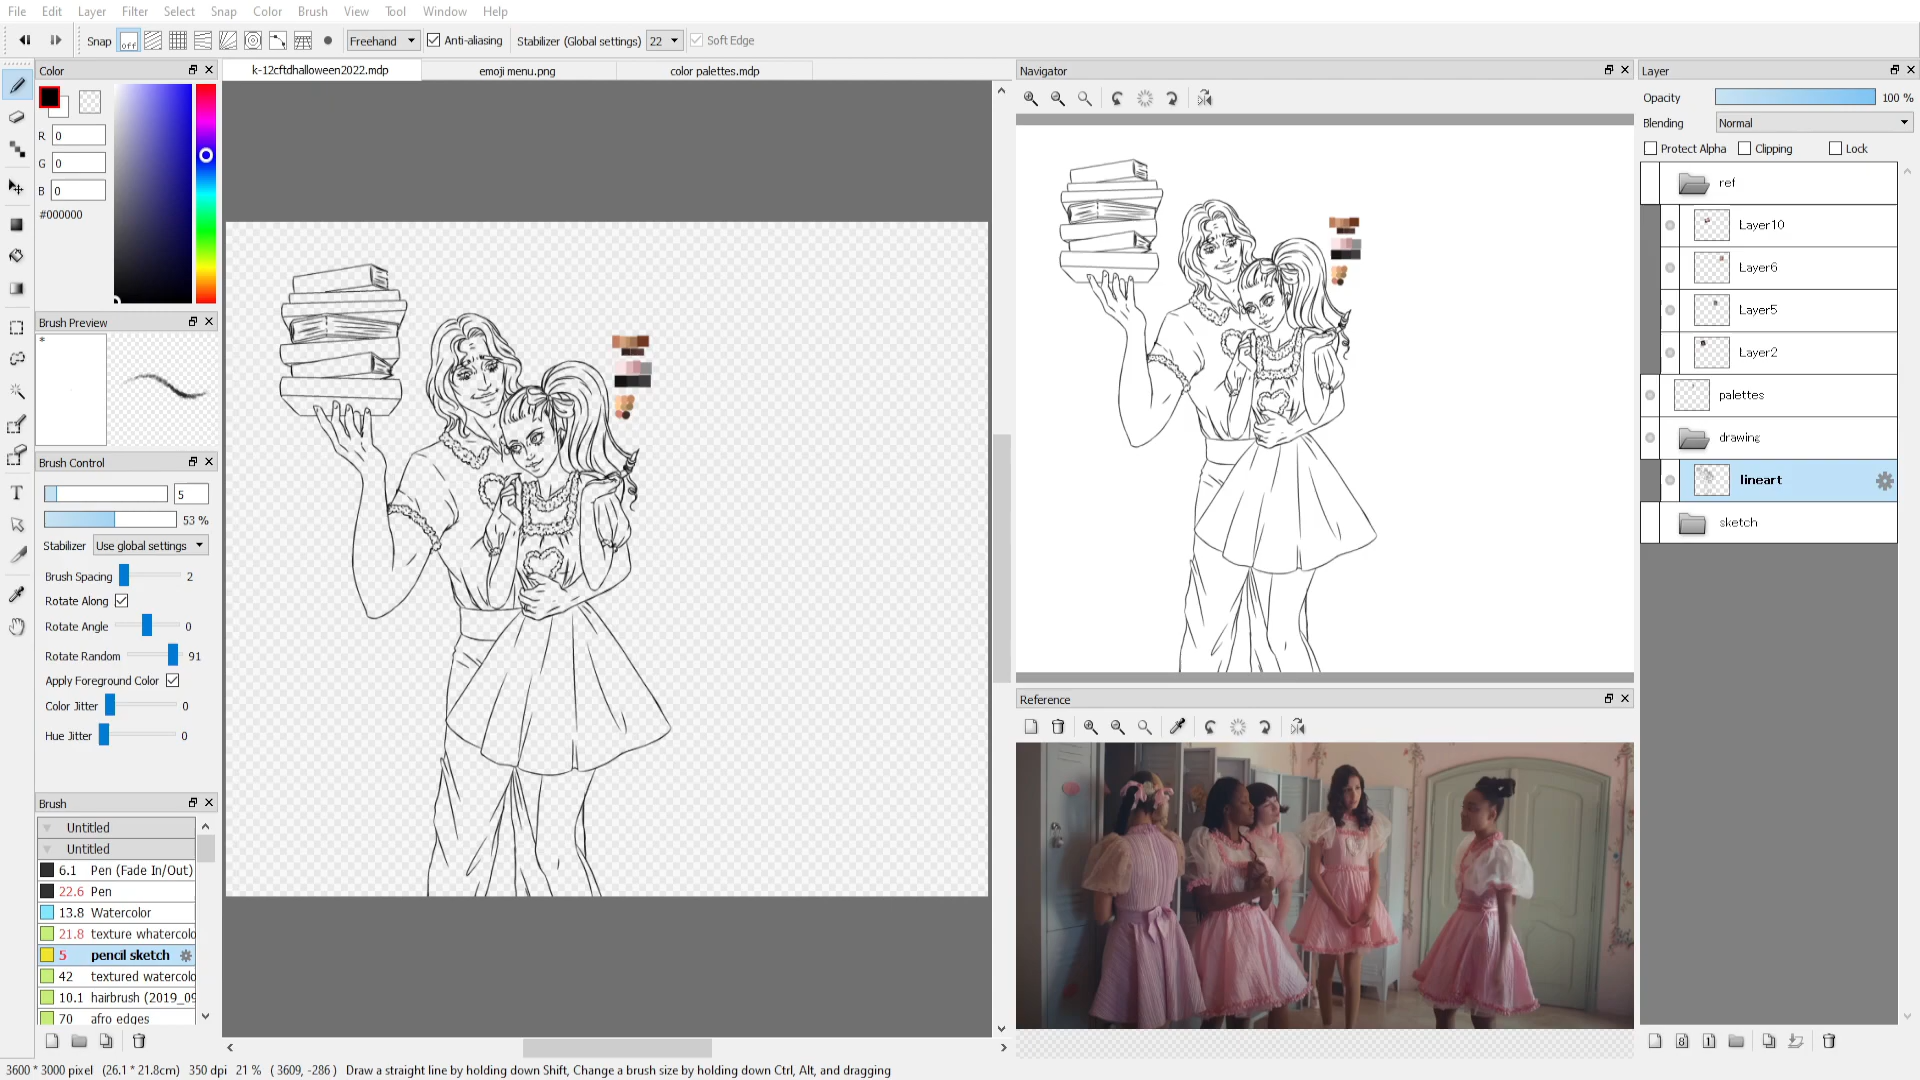 File Edit Layer Filter Select Snap Color Brush View Tool Window Help
Snap off Freehand Anti-aliasing Stabilizer (Global settings) 22 Soft Edge
Color
R 0
G 0
B 0
#000000
Brush Preview
*
Brush Control
5
53 %
Stabilizer Use global settings
Brush Spacing 2
Rotate Along
Rotate Angle 0
Rotate Random 91
Apply Foreground Color
Color Jitter 0
Hue Jitter 0
Brush
Untitled
Untitled
6.1 Pen (Fade In/Out)
22.6 Pen
13.8 Watercolor
21.8 texture whatercolo
5 pencil sketch
42 textured watercolo
10.1 hairbrush (2019_09
70 afro edges
k-12cftdhalloween2022.mdp emoji menu.png color palettes.mdp
Navigator
Reference
Layer
Opacity 100 %
Blending Normal
Protect Alpha Clipping Lock
ref
Layer10
Layer6
Layer5
Layer2
palettes
drawing
lineart
sketch
8 1
T
3600 * 3000 pixel (26.1 * 21.8cm) 350 dpi 21 % ( 3609, -286 ) Draw a straight line by holding down Shift, Change a brush size by holding down Ctrl, Alt, and dragging